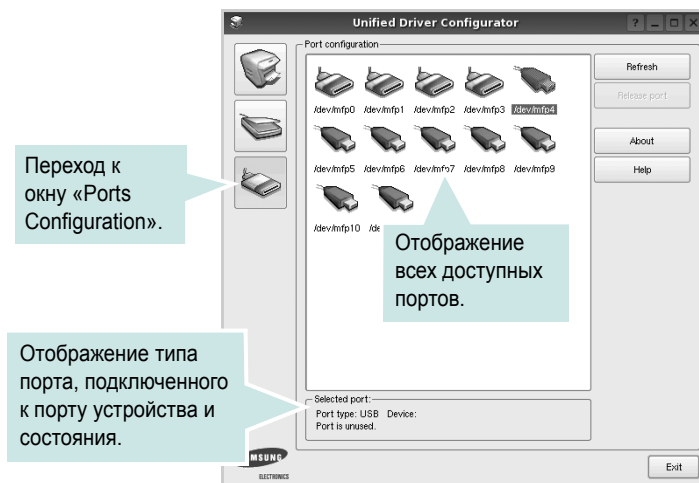 Unified Driver Configurator
Port configuration
/dev/mfp0 /dev/mfp1 /dev/mfp2 /dev/mfp3 /dev/mfp4
/dev/mfp5 /dev/mfp6 /dev/mfp7 /dev/mfp8 /dev/mfp9
/dev/mfp10
Refresh
Release port
About
Help
Переход к
окну «Ports
Configuration».
Отображение
всех доступных
портов.
Отображение типа
порта, подключенного
к порту устройства и
состояния.
Selected port:
Port type: USB Device:
Port is unused.
ELECTRONICS
Exit